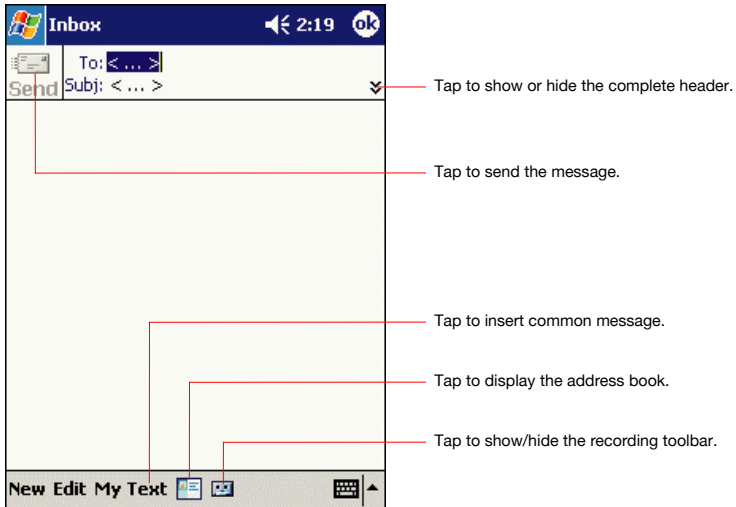 Inbox 2:19 ok
To: < ... >
Send Subj: < ... >
Tap to show or hide the complete header.
Tap to send the message.
Tap to insert common message.
Tap to display the address book.
Tap to show/hide the recording toolbar.
New Edit My Text